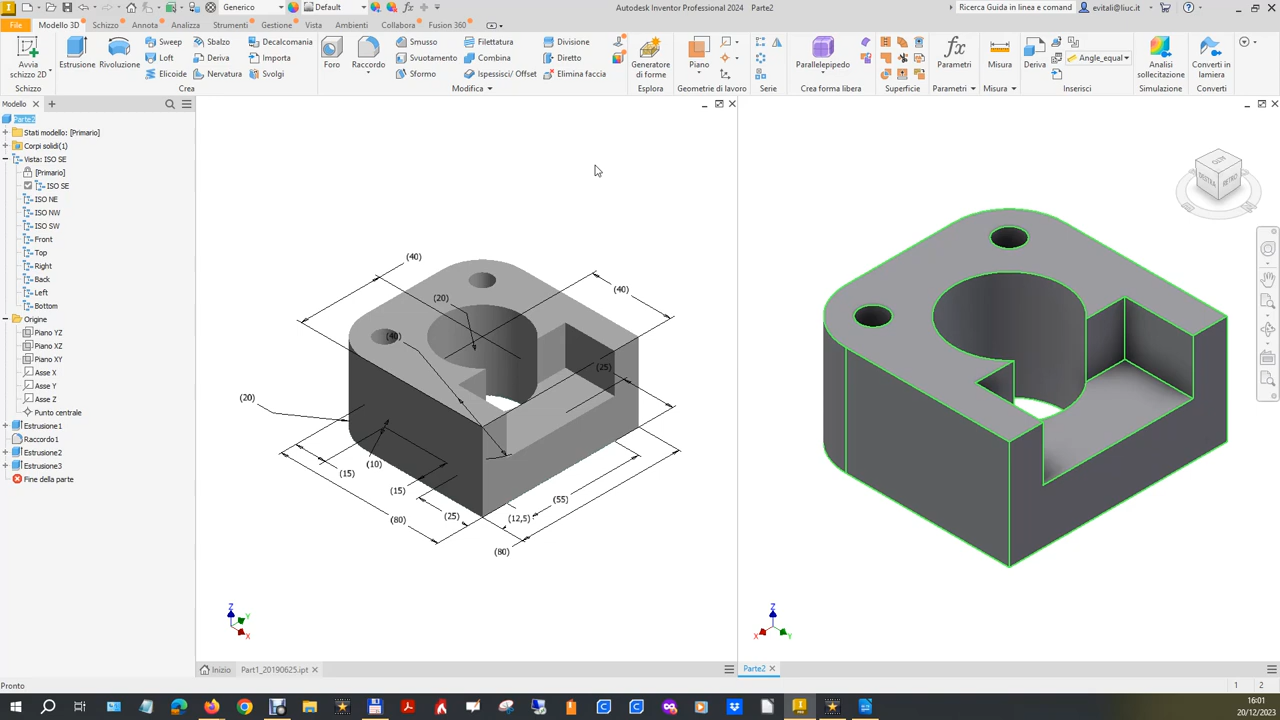 Generico
Default
Autodesk Inventor Professional 2024 Parte2
Ricerca Guida in linea e comand
evitali@liuc.it
File
Modello 3D
Schizzo
Annota
Analizza
Strumenti
Gestione
Vista
Ambienti
Collabora
Fusion 360
Avvia
schizzo 2D
Estrusione
Rivoluzione
Sweep
Loft
Elicoide
Sbalzo
Deriva
Nervatura
Decalcomania
Importa
Svolgi
Foro
Raccordo
Smusso
Svuotamento
Sformo
Filettatura
Combina
Ispessisci/ Offset
Divisione
Diretto
Elimina faccia
Generatore
di forme
Piano
Parallelepipedo
Parametri
Misura
Deriva
Angle_equal
Analisi
sollecitazione
Converti in
lamiera
Schizzo
Crea
Modifica
Esplora
Geometrie di lavoro
Serie
Crea forma libera
Superficie
Parametri
Misura
Inserisci
Simulazione
Converti
Modello
Parte2
Stati modello: [Primario]
Corpi solidi(1)
Vista: ISO SE
[Primario]
ISO SE
ISO NE
ISO NW
ISO SW
Front
Top
Right
Back
Left
Bottom
Origine
Piano YZ
Piano XZ
Piano XY
Asse X
Asse Y
Asse Z
Punto centrale
Estrusione1
Raccordo1
Estrusione2
Estrusione3
Fine della parte
(40)
(40)
(20)
(40)
(25)
(20)
(10)
(15)
(15)
(25)
(80)
(55)
(12,5)
(80)
Z
Y
X
Z
X
Y
DESTRA
RETRO
Inizio
Part1_20190625.ipt
Parte2
Pronto
1
2
16:01
20/12/2023